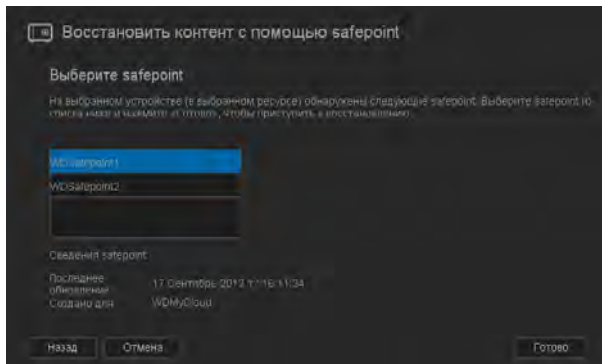 Восстановить контент с помощью safepoint
Выберите safepoint
На выбранном устройстве (в выбранном ресурсе) обнаружены следующие safepoint. Выберите safepoint из
списка ниже и нажмите «Готово», чтобы приступить к восстановлению.
WDSafepoint1
WDSafepoint2
Сведения safepoint
Последнее
обновление
17 Сентябрь 2013 г.
Создано для
WDMyCloud
Назад
Отмена
Готово